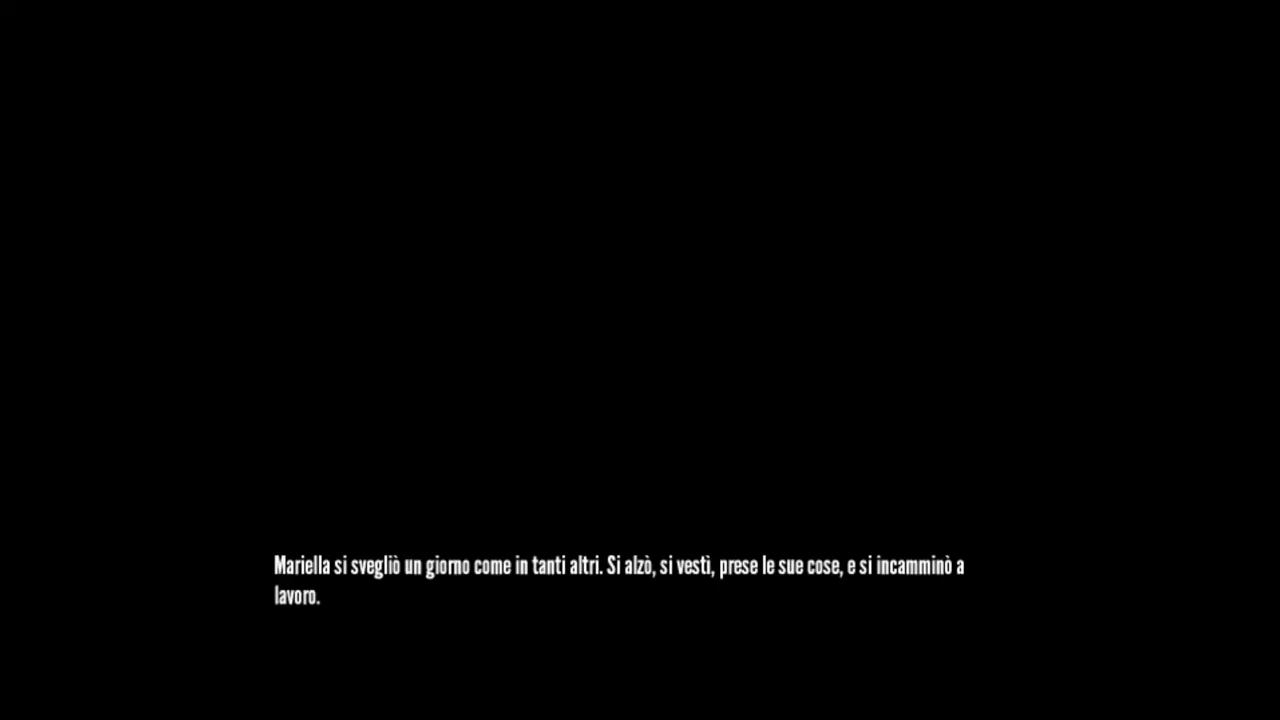 Mariella si svegliò un giorno come in tanti altri. Si alzò, si vestì, prese le sue cose, e si incamminò a
lavoro.